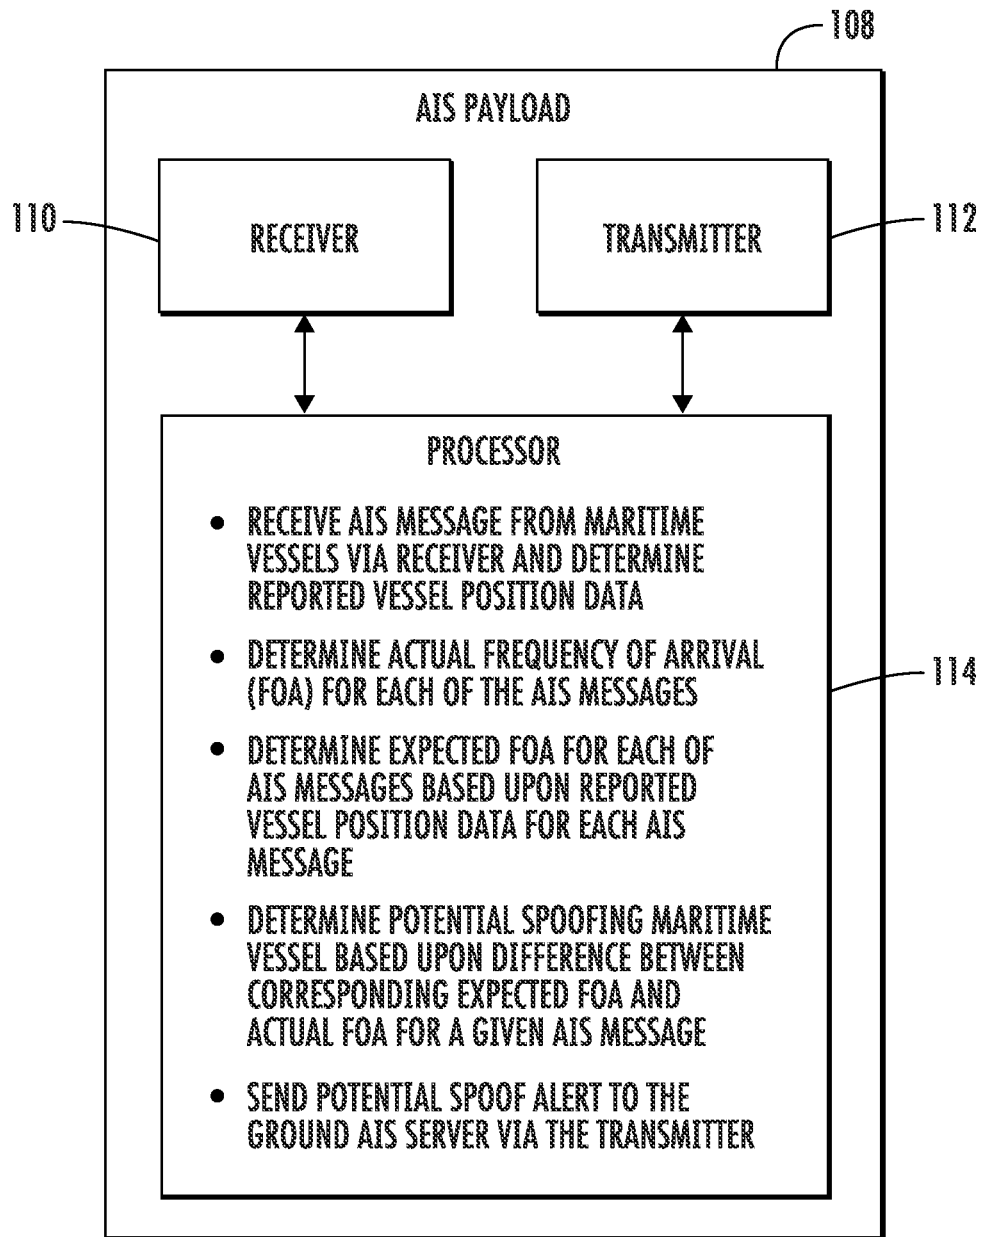 108
AIS PAYLOAD
110
RECEIVER
TRANSMITTER
112
PROCESSOR
• RECEIVE AIS MESSAGE FROM MARITIME
VESSELS VIA RECEIVER AND DETERMINE
REPORTED VESSEL POSITION DATA
• DETERMINE ACTUAL FREQUENCY OF ARRIVAL
(FOA) FOR EACH OF THE AIS MESSAGES
114
• DETERMINE EXPECTED FOA FOR EACH OF
AIS MESSAGES BASED UPON REPORTED
VESSEL POSITION DATA FOR EACH AIS
MESSAGE
• DETERMINE POTENTIAL SPOOFING MARITIME
VESSEL BASED UPON DIFFERENCE BETWEEN
CORRESPONDING EXPECTED FOA AND
ACTUAL FOA FOR A GIVEN AIS MESSAGE
• SEND POTENTIAL SPOOF ALERT TO THE
GROUND AIS SERVER VIA THE TRANSMITTER